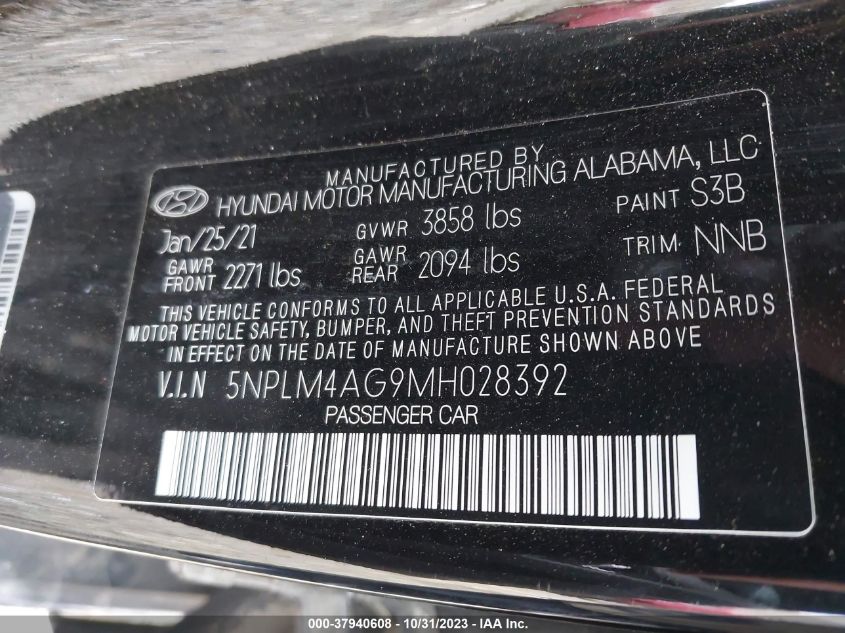 MANUFACTURED BY
HYUNDAI MOTOR MANUFACTURING ALABAMA, LLC
Jan/25/21 GVWR 3858 lbs PAINT S3B
GAWR FRONT 2271 lbs GAWR REAR 2094 lbs TRIM NNB
THIS VEHICLE CONFORMS TO ALL APPLICABLE U.S.A. FEDERAL
MOTOR VEHICLE SAFETY, BUMPER, AND THEFT PREVENTION STANDARDS
IN EFFECT ON THE DATE OF MANUFACTURE SHOWN ABOVE
V.I.N 5NPLM4AG9MH028392
PASSENGER CAR
000-37940608 - 10/31/2023 - IAA Inc.